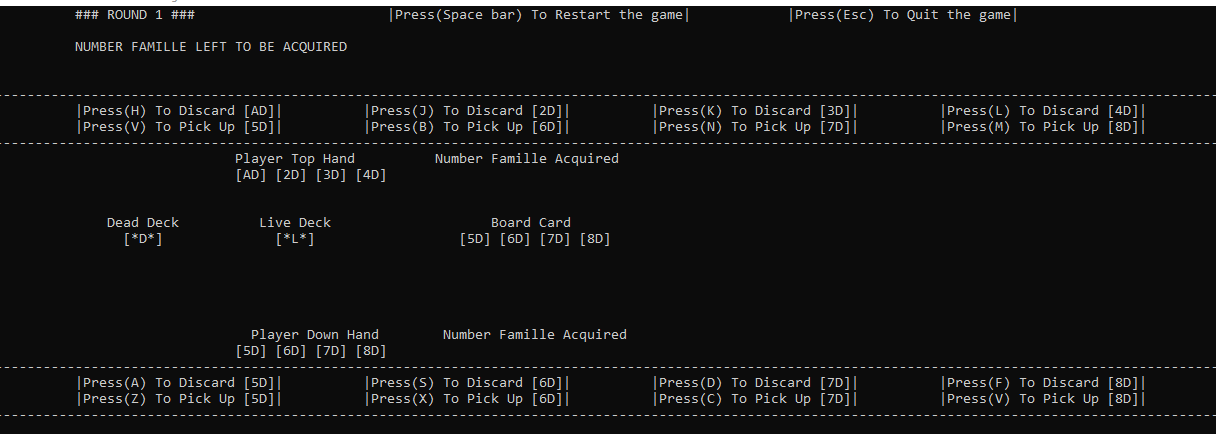 ### ROUND 1 ### |Press(Space bar) To Restart the game| |Press(Esc) To Quit the game|
NUMBER FAMILLE LEFT TO BE ACQUIRED
|Press(H) To Discard [AD]| |Press(J) To Discard [2D]| |Press(K) To Discard [3D]| |Press(L) To Discard [4D]|
|Press(V) To Pick Up [5D]| |Press(B) To Pick Up [6D]| |Press(N) To Pick Up [7D]| |Press(M) To Pick Up [8D]|
Player Top Hand Number Famille Acquired
[AD] [2D] [3D] [4D]
Dead Deck Live Deck Board Card
[*D*] [*L*] [5D] [6D] [7D] [8D]
Player Down Hand Number Famille Acquired
[5D] [6D] [7D] [8D]
|Press(A) To Discard [5D]| |Press(S) To Discard [6D]| |Press(D) To Discard [7D]| |Press(F) To Discard [8D]|
|Press(Z) To Pick Up [5D]| |Press(X) To Pick Up [6D]| |Press(C) To Pick Up [7D]| |Press(V) To Pick Up [8D]|